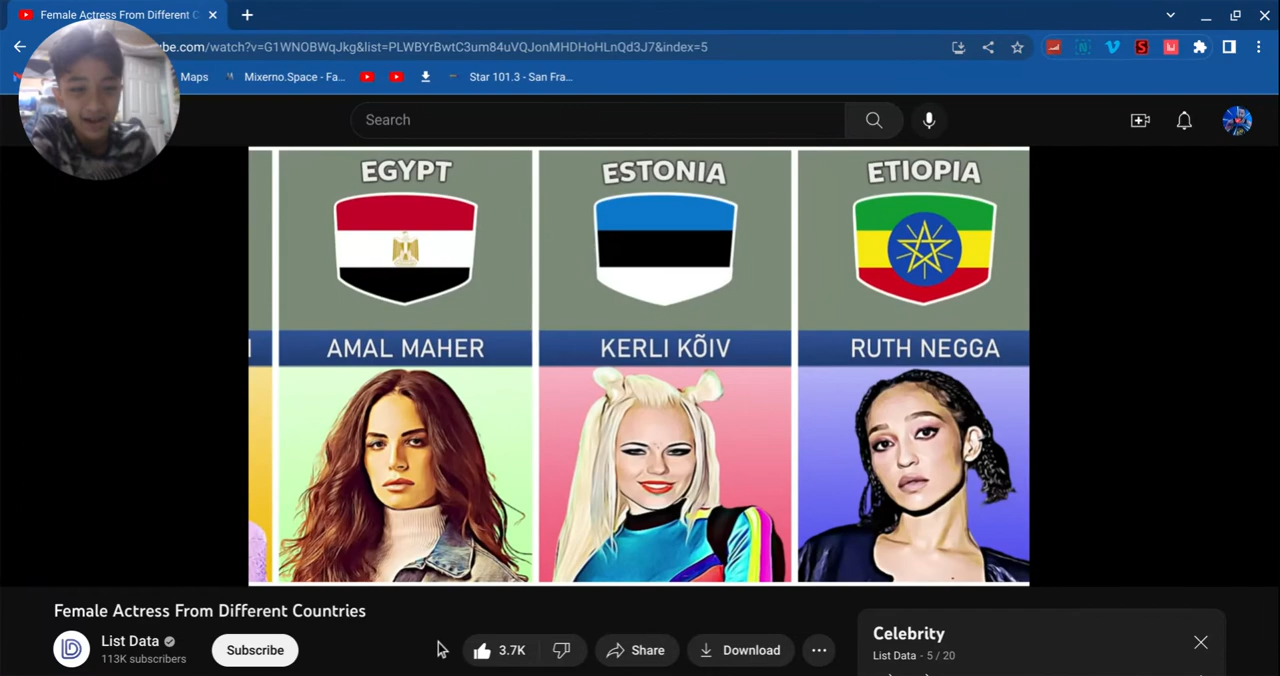 Female Actress From Different C
be.com/watch?v=G1WNOBWqJkg&list=PLWBYrBwtC3um84uVQJonMHDHoHLnQd3J7&index=5
Maps
Mixerno.Space - Fa...
Star 101.3 - San Fra...
Search
EGYPT
ESTONIA
ETIOPIA
AMAL MAHER
KERLI KÕIV
RUTH NEGGA
Female Actress From Different Countries
List Data
113K subscribers
Subscribe
3.7K
Share
Download
Celebrity
List Data - 5 / 20